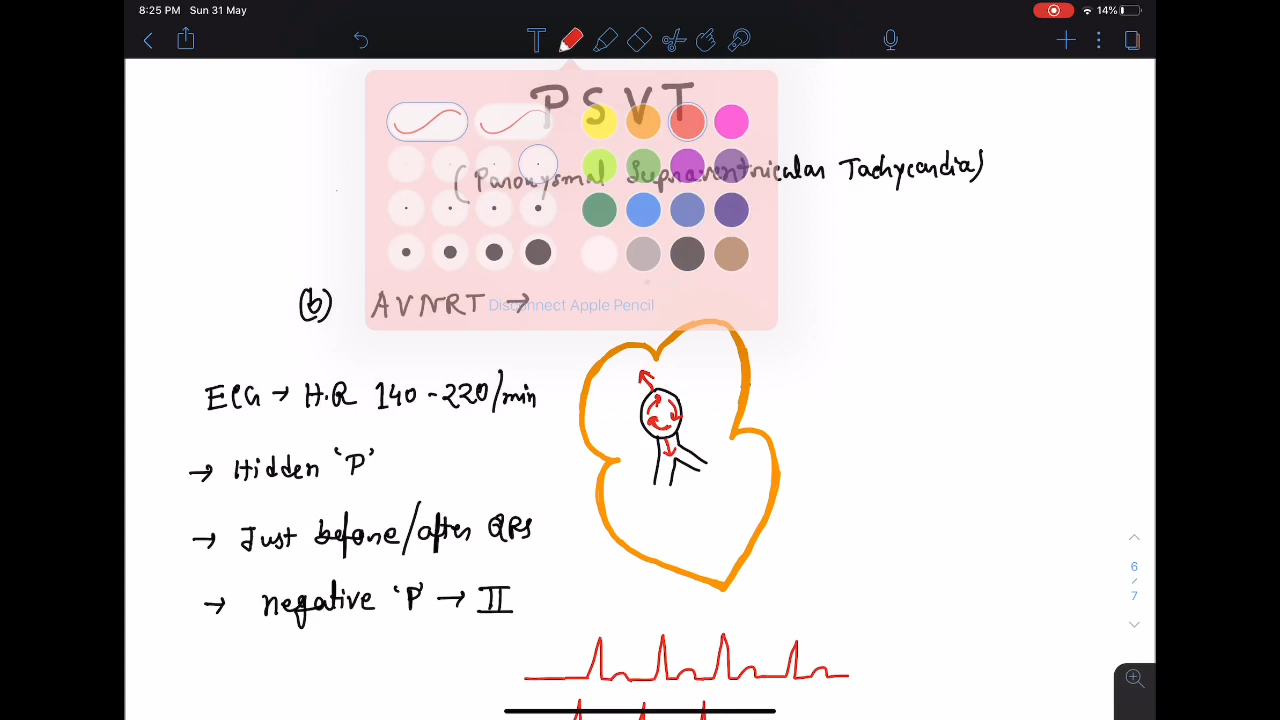 8:25 PM Sun 31 May
14%
T
PSVT
(Paroxysmal Supraventricular Tachycardia)
(b) AVNRT →
Disconnect Apple Pencil
ECG → H.R 140 - 220/min
→ Hidden 'P'
→ Just before/after QRS
→ negative 'P' → II
6
7